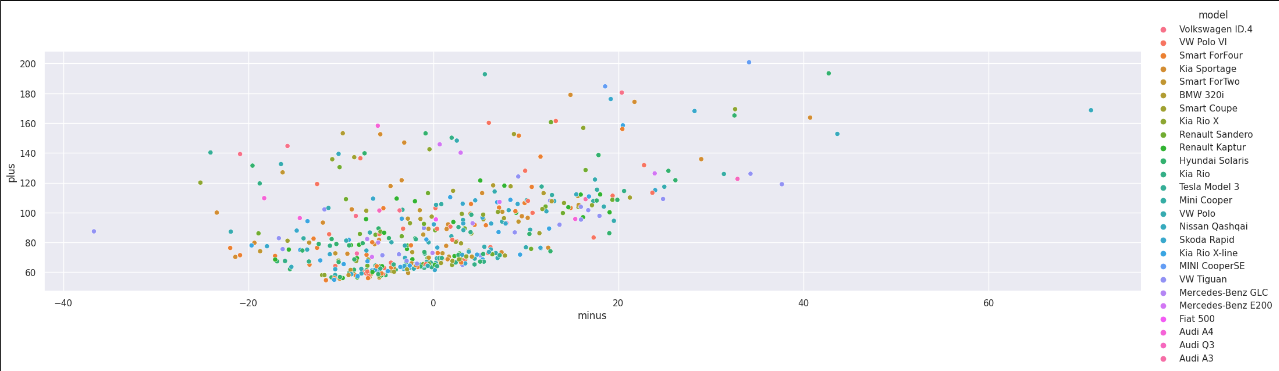 model
Volkswagen ID.4
VW Polo VI
Smart ForFour
Kia Sportage
Smart ForTwo
BMW 320i
Smart Coupe
Kia Rio X
Renault Sandero
Renault Kaptur
Hyundai Solaris
Kia Rio
Tesla Model 3
Mini Cooper
VW Polo
Nissan Qashqai
Skoda Rapid
Kia Rio X-line
MINI CooperSE
VW Tiguan
Mercedes-Benz GLC
Mercedes-Benz E200
Fiat 500
Audi A4
Audi Q3
Audi A3
200
180
160
140
120
100
80
60
plus
−40 −20 0 20 40 60
minus